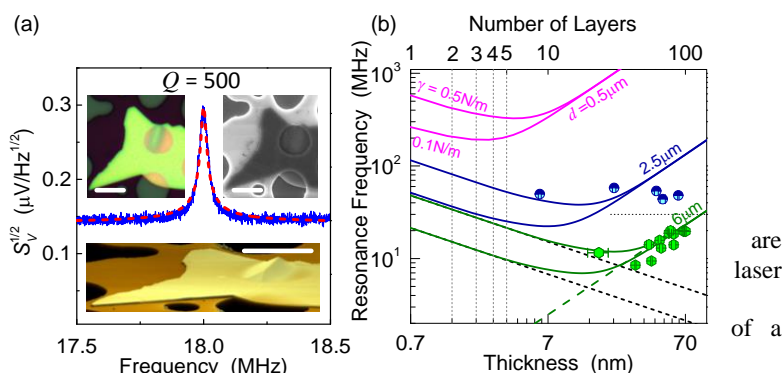 (a)
Q = 500
0.3
0.2
0.1
S_V^{1/2} (μV/Hz^{1/2})
17.5 18.0 18.5
Frequency (MHz)
(b)
Number of Layers
1 2 3 4 5 10 100
10^3
10^2
10^1
Resonance Frequency (MHz)
γ = 0.5N/m
0.1N/m
d=0.5μm
2.5μm
6μm
0.7 7 70
Thickness (nm)
are
laser
of a